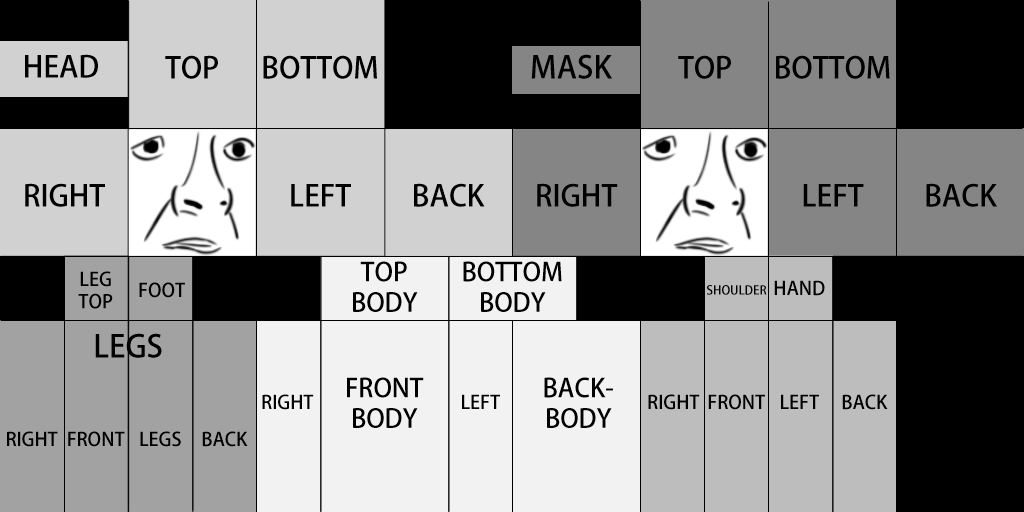 HEAD TOP BOTTOM MASK TOP BOTTOM
RIGHT LEFT BACK RIGHT LEFT BACK
LEG
TOP
FOOT
TOP
BODY
BOTTOM
BODY
SHOULDER HAND
LEGS
RIGHT FRONT LEGS BACK
RIGHT
FRONT
BODY
LEFT
BACK-
BODY
RIGHT FRONT LEFT BACK